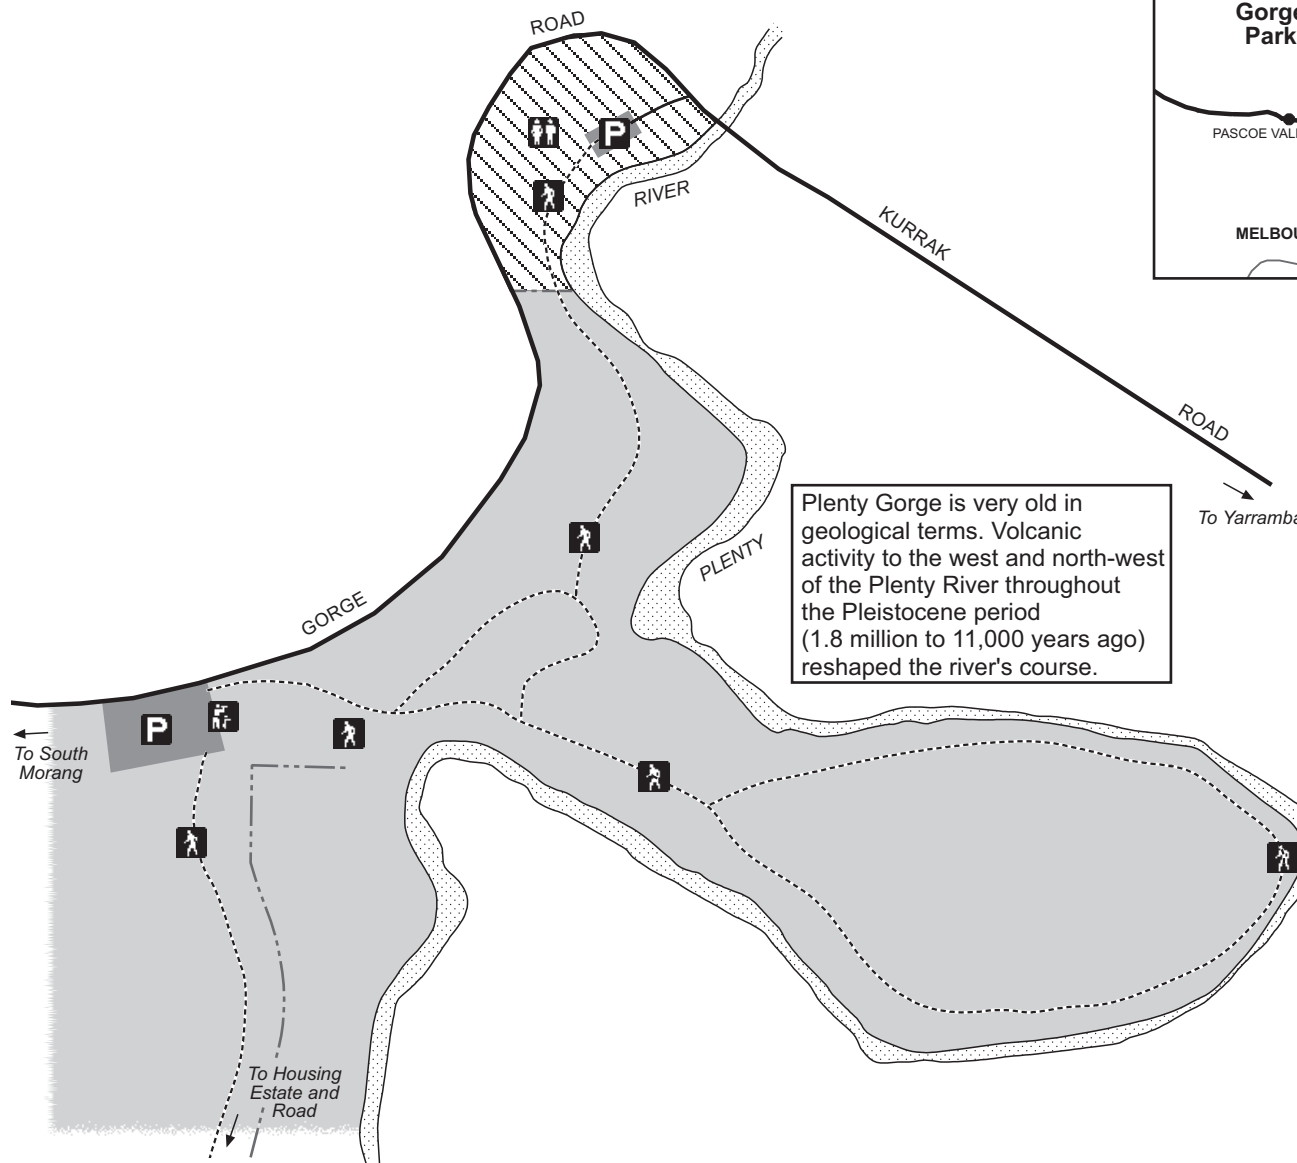 ROAD
Gorge
Park
PASCOE VAL
MELBOU
P
RIVER
KURRAK
ROAD
To Yarramba
Plenty Gorge is very old in
geological terms. Volcanic
activity to the west and north-west
of the Plenty River throughout
the Pleistocene period
(1.8 million to 11,000 years ago)
reshaped the river's course.
PLENTY
GORGE
P
To South
Morang
To Housing
Estate and
Road